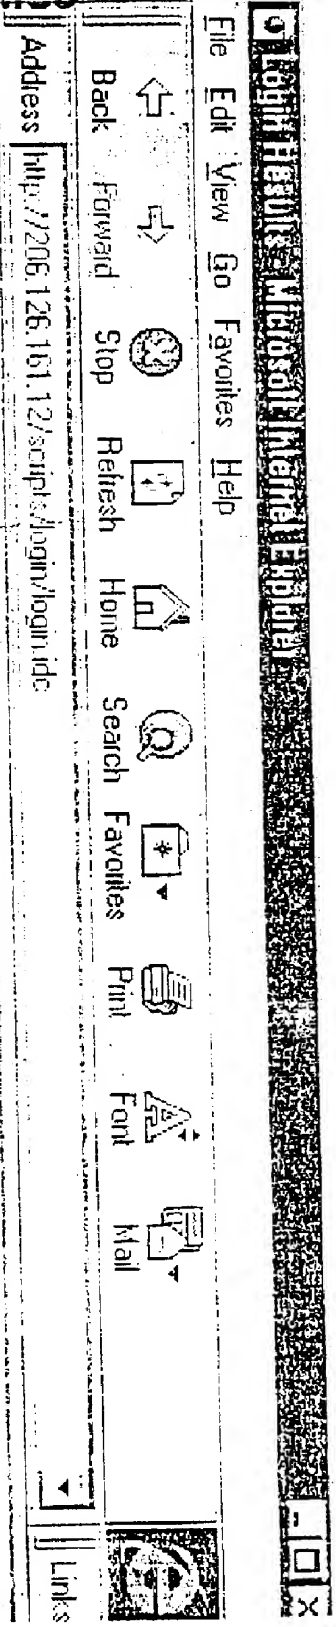 Login Results - Microsoft Internet Explorer
File Edit View Go Favorites Help
Back Forward Stop Refresh Home Search Favorites Print Font Mail
Address http://206.126.161.12/scripts/login/login.idc Links